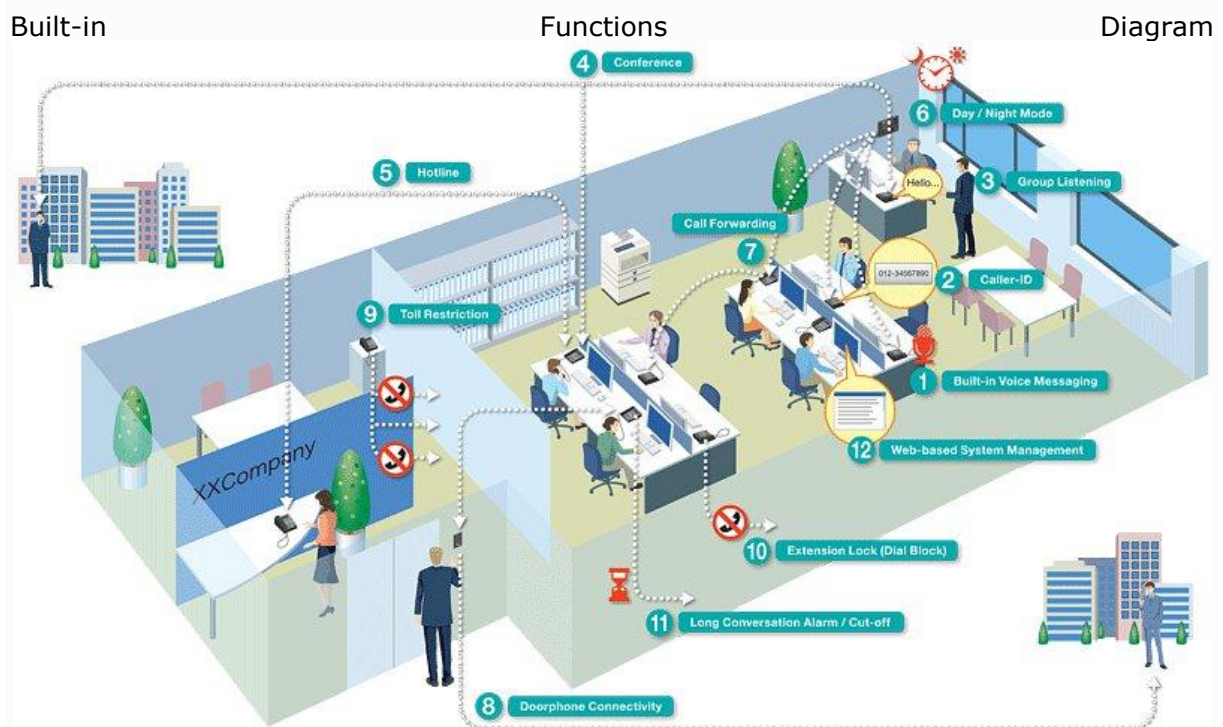 Built-in Functions Diagram
4 Conference
6 Day / Night Mode
5 Hotline
3 Group Listening
Hello...
Call Forwarding
7
012-34567890
2 Caller-ID
9 Toll Restriction
1 Built-in Voice Messaging
12 Web-based System Management
XXCompany
10 Extension Lock (Dial Block)
11 Long Conversation Alarm / Cut-off
8 Doorphone Connectivity